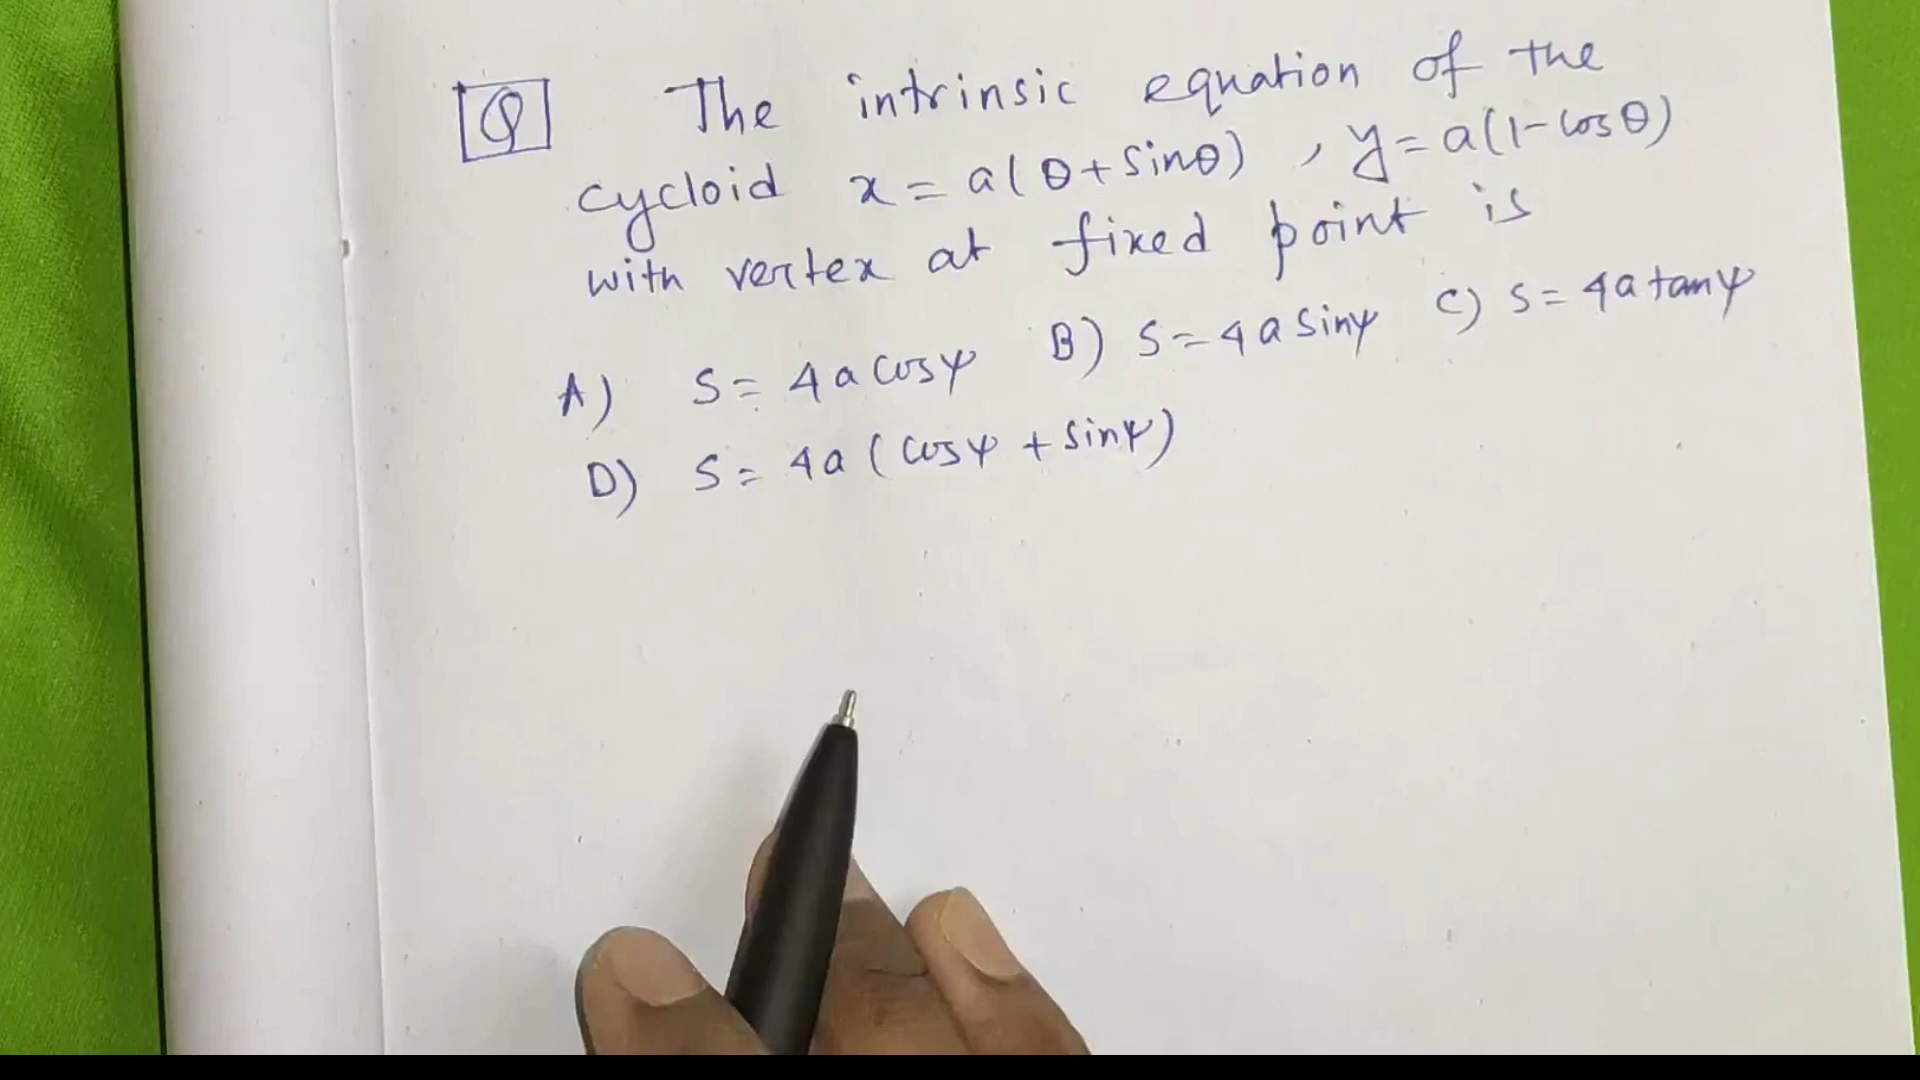 Q The intrinsic equation of the
cycloid x = a(θ + sinθ) , y = a(1 - cosθ)
with vertex at fixed point is
A) S = 4a cosψ B) S = 4a sinψ C) S = 4a tanψ
D) S = 4a (cosψ + sinψ)